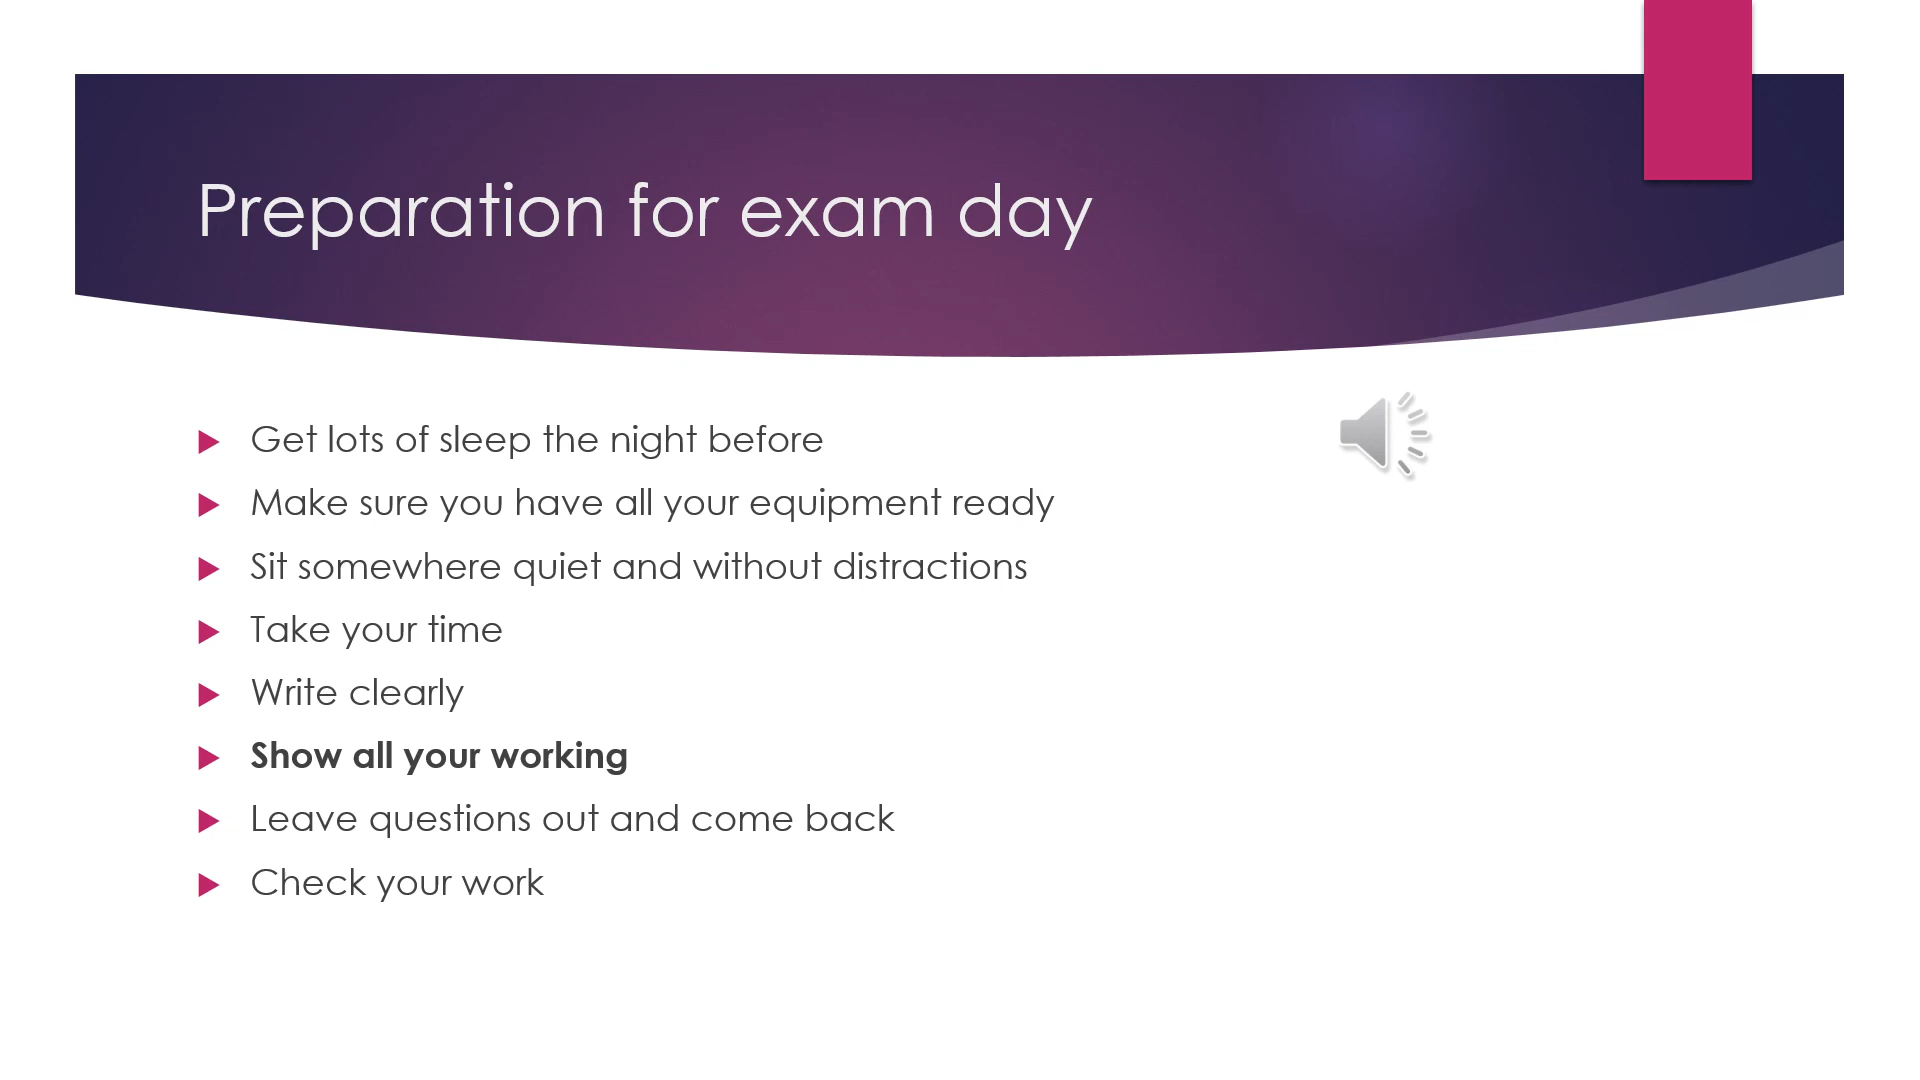 Preparation for exam day
Get lots of sleep the night before
Make sure you have all your equipment ready
Sit somewhere quiet and without distractions
Take your time
Write clearly
Show all your working
Leave questions out and come back
Check your work